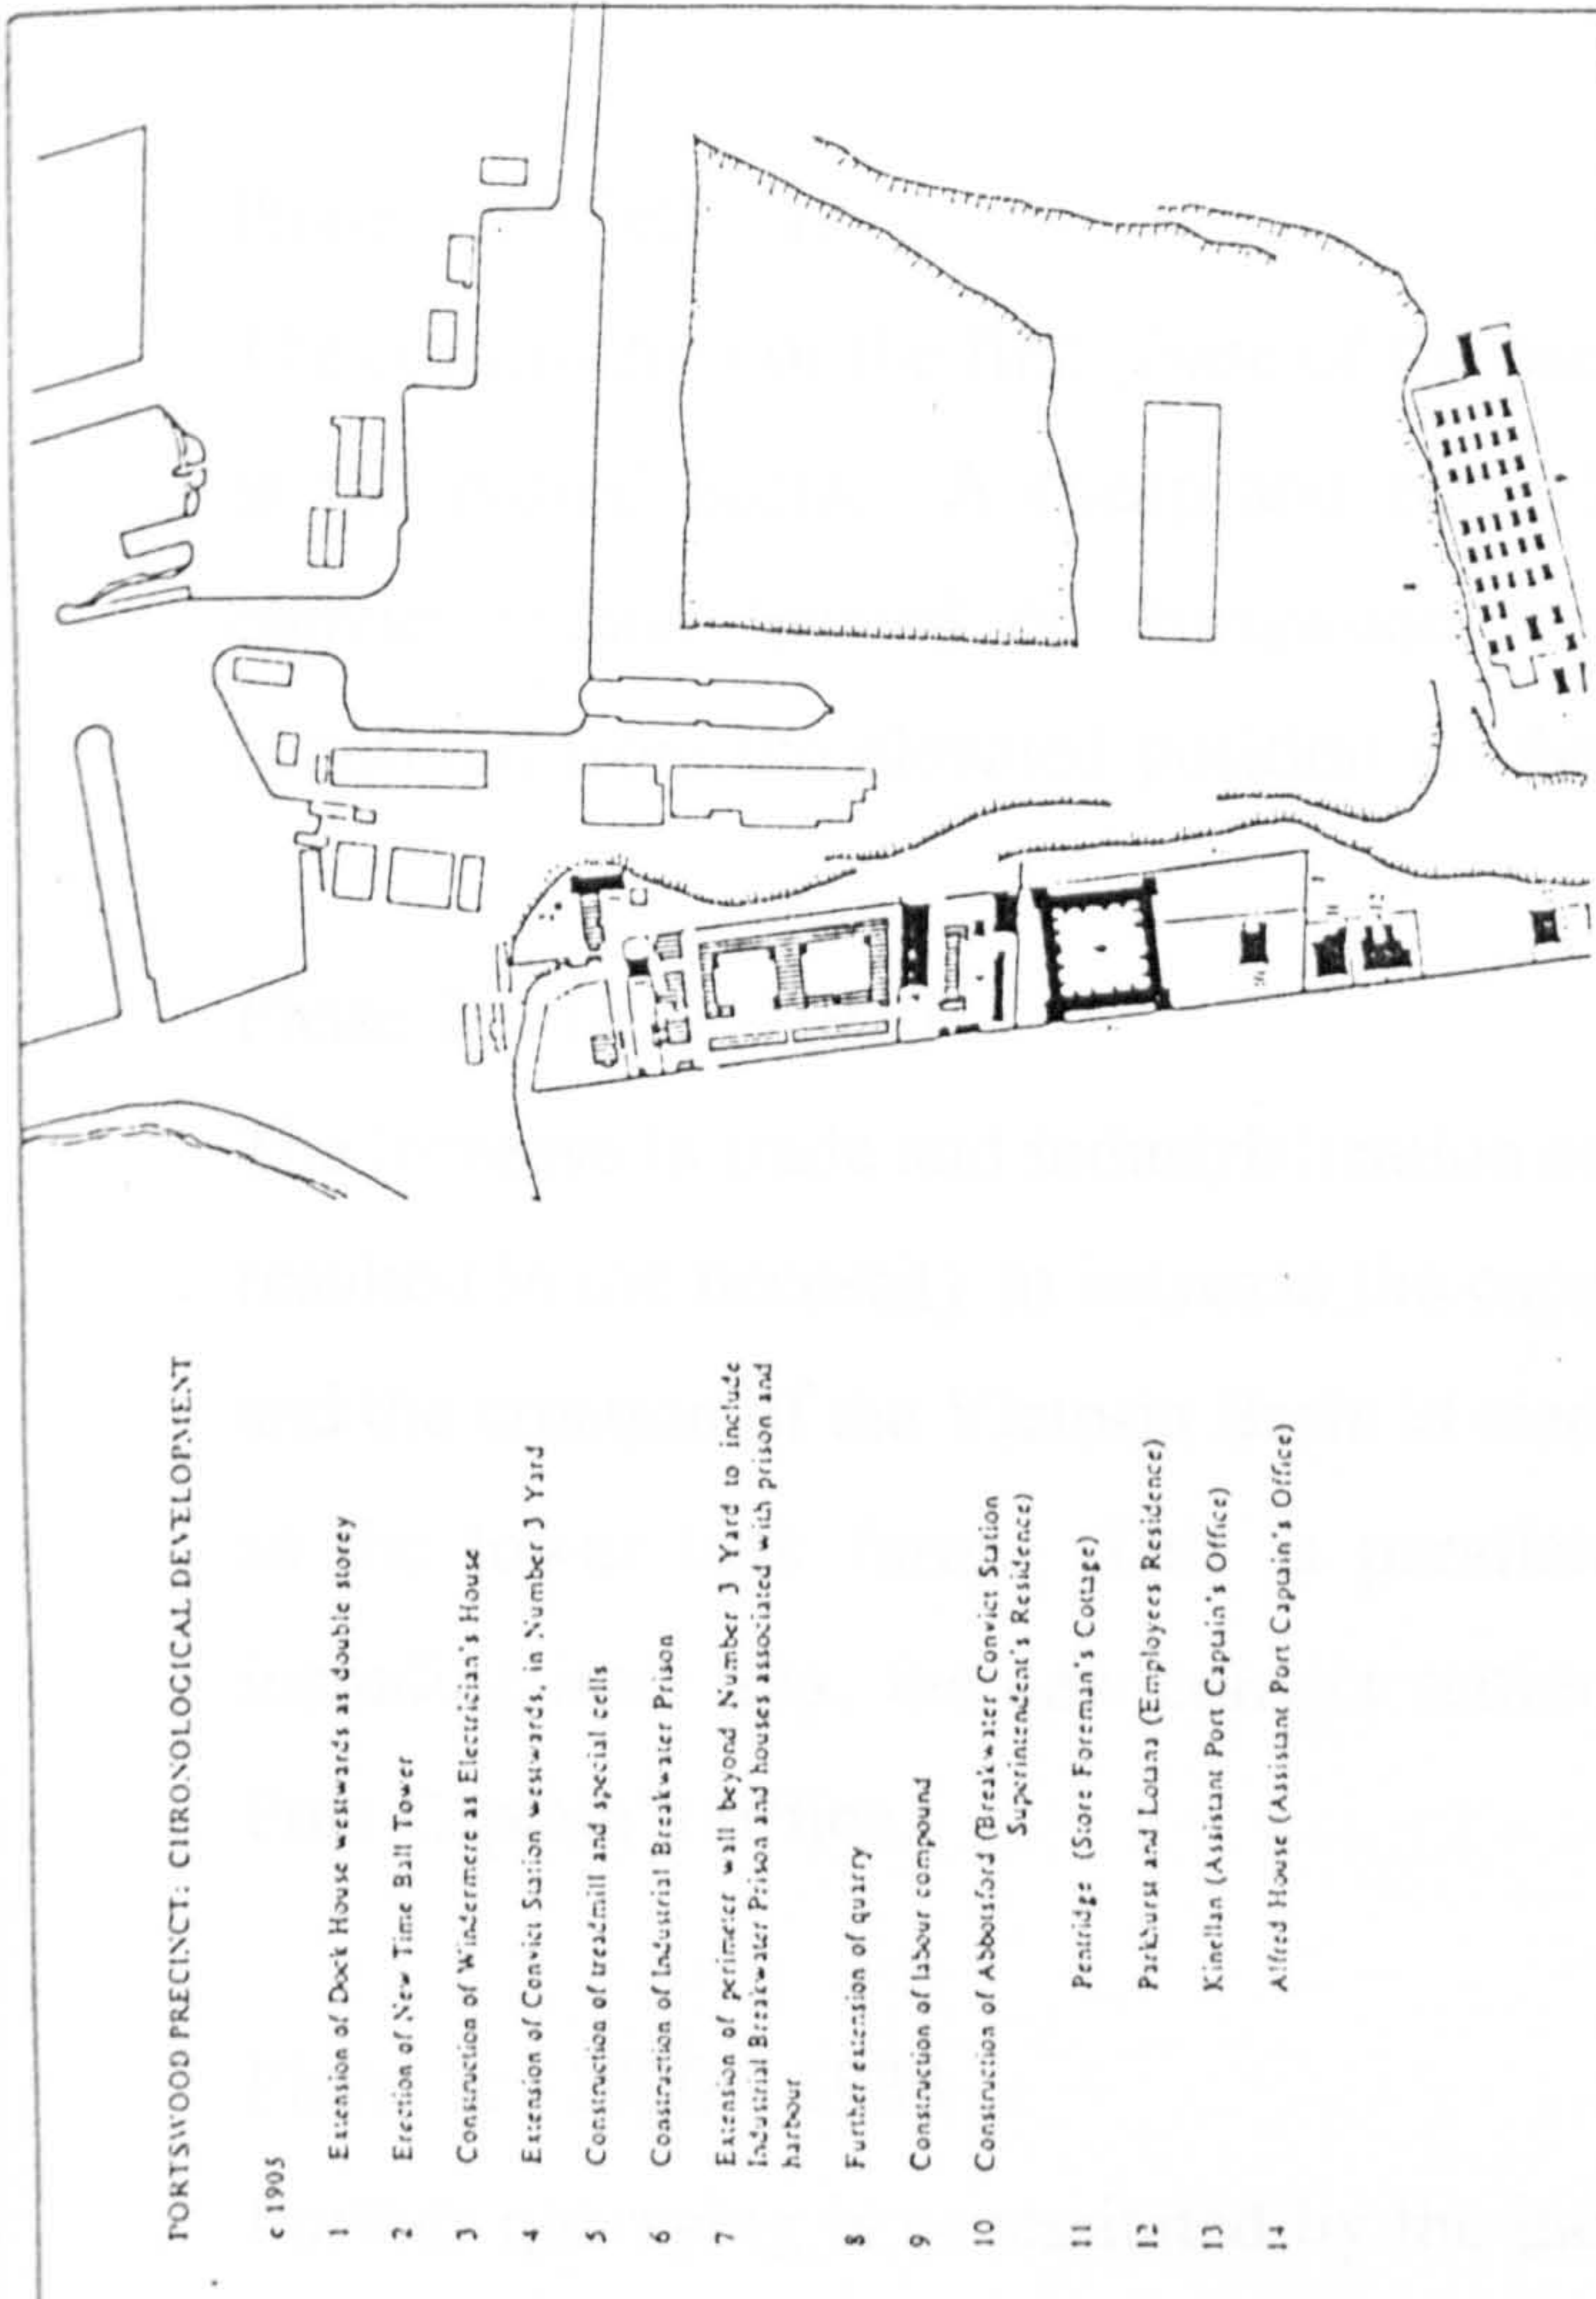 PORTSWOOD PRECINCT: CHRONOLOGICAL DEVELOPMENT
c 1905
1 Extension of Dock House westwards as double storey
2 Erection of New Time Ball Tower
3 Construction of Windermere as Electrician's House
4 Extension of Convict Station westwards, in Number 3 Yard
5 Construction of treadmill and special cells
6 Construction of Industrial Breakwater Prison
7 Extension of perimeter wall beyond Number 3 Yard to include
Industrial Breakwater Prison and houses associated with prison and
harbour
8 Further extension of quarry
9 Construction of labour compound
10 Construction of Abbotsford (Breakwater Convict Station
Superintendent's Residence)
11 Pentridge (Store Foreman's Cottage)
12 Parkhurst and Louana (Employees Residence)
13 Kinellan (Assistant Port Captain's Office)
14 Alfred House (Assistant Port Captain's Office)